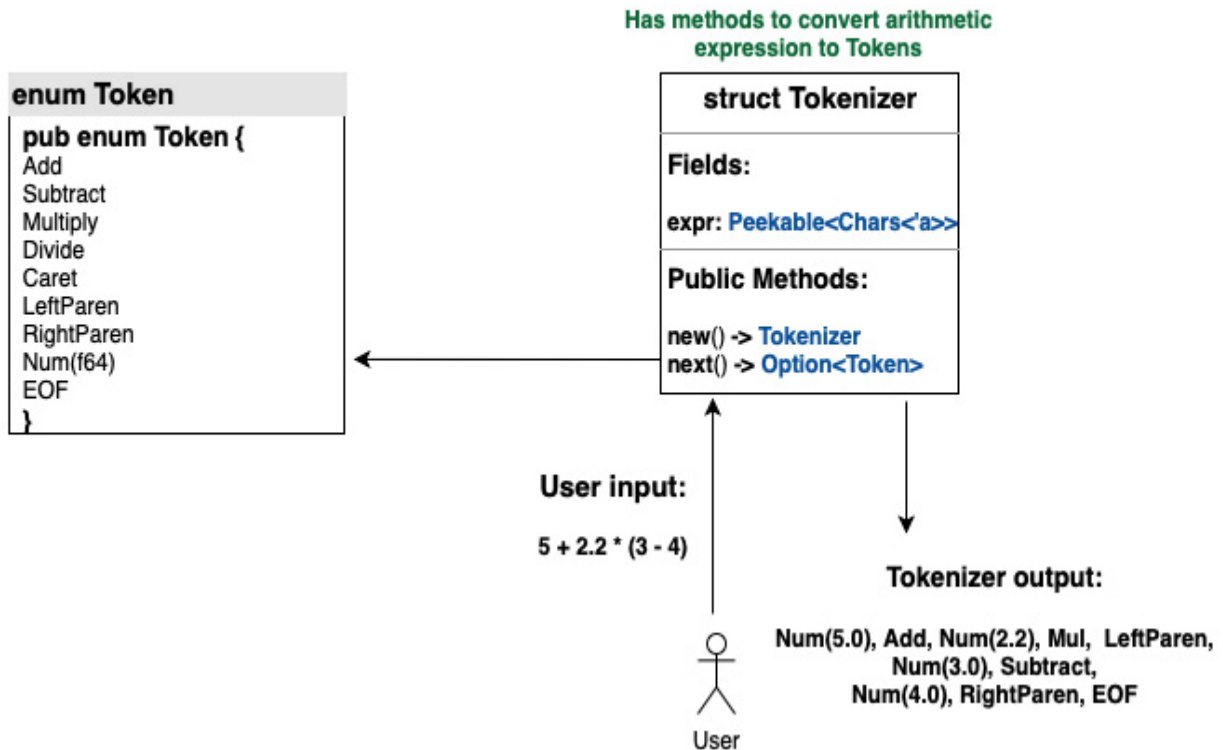 Has methods to convert arithmetic
expression to Tokens
enum Token
pub enum Token {
Add
Subtract
Multiply
Divide
Caret
LeftParen
RightParen
Num(f64)
EOF
}
struct Tokenizer
Fields:
expr: Peekable<Chars<'a>>
Public Methods:
new() -> Tokenizer
next() -> Option<Token>
User input:
5 + 2.2 * (3 - 4)
User
Tokenizer output:
Num(5.0), Add, Num(2.2), Mul, LeftParen,
Num(3.0), Subtract,
Num(4.0), RightParen, EOF